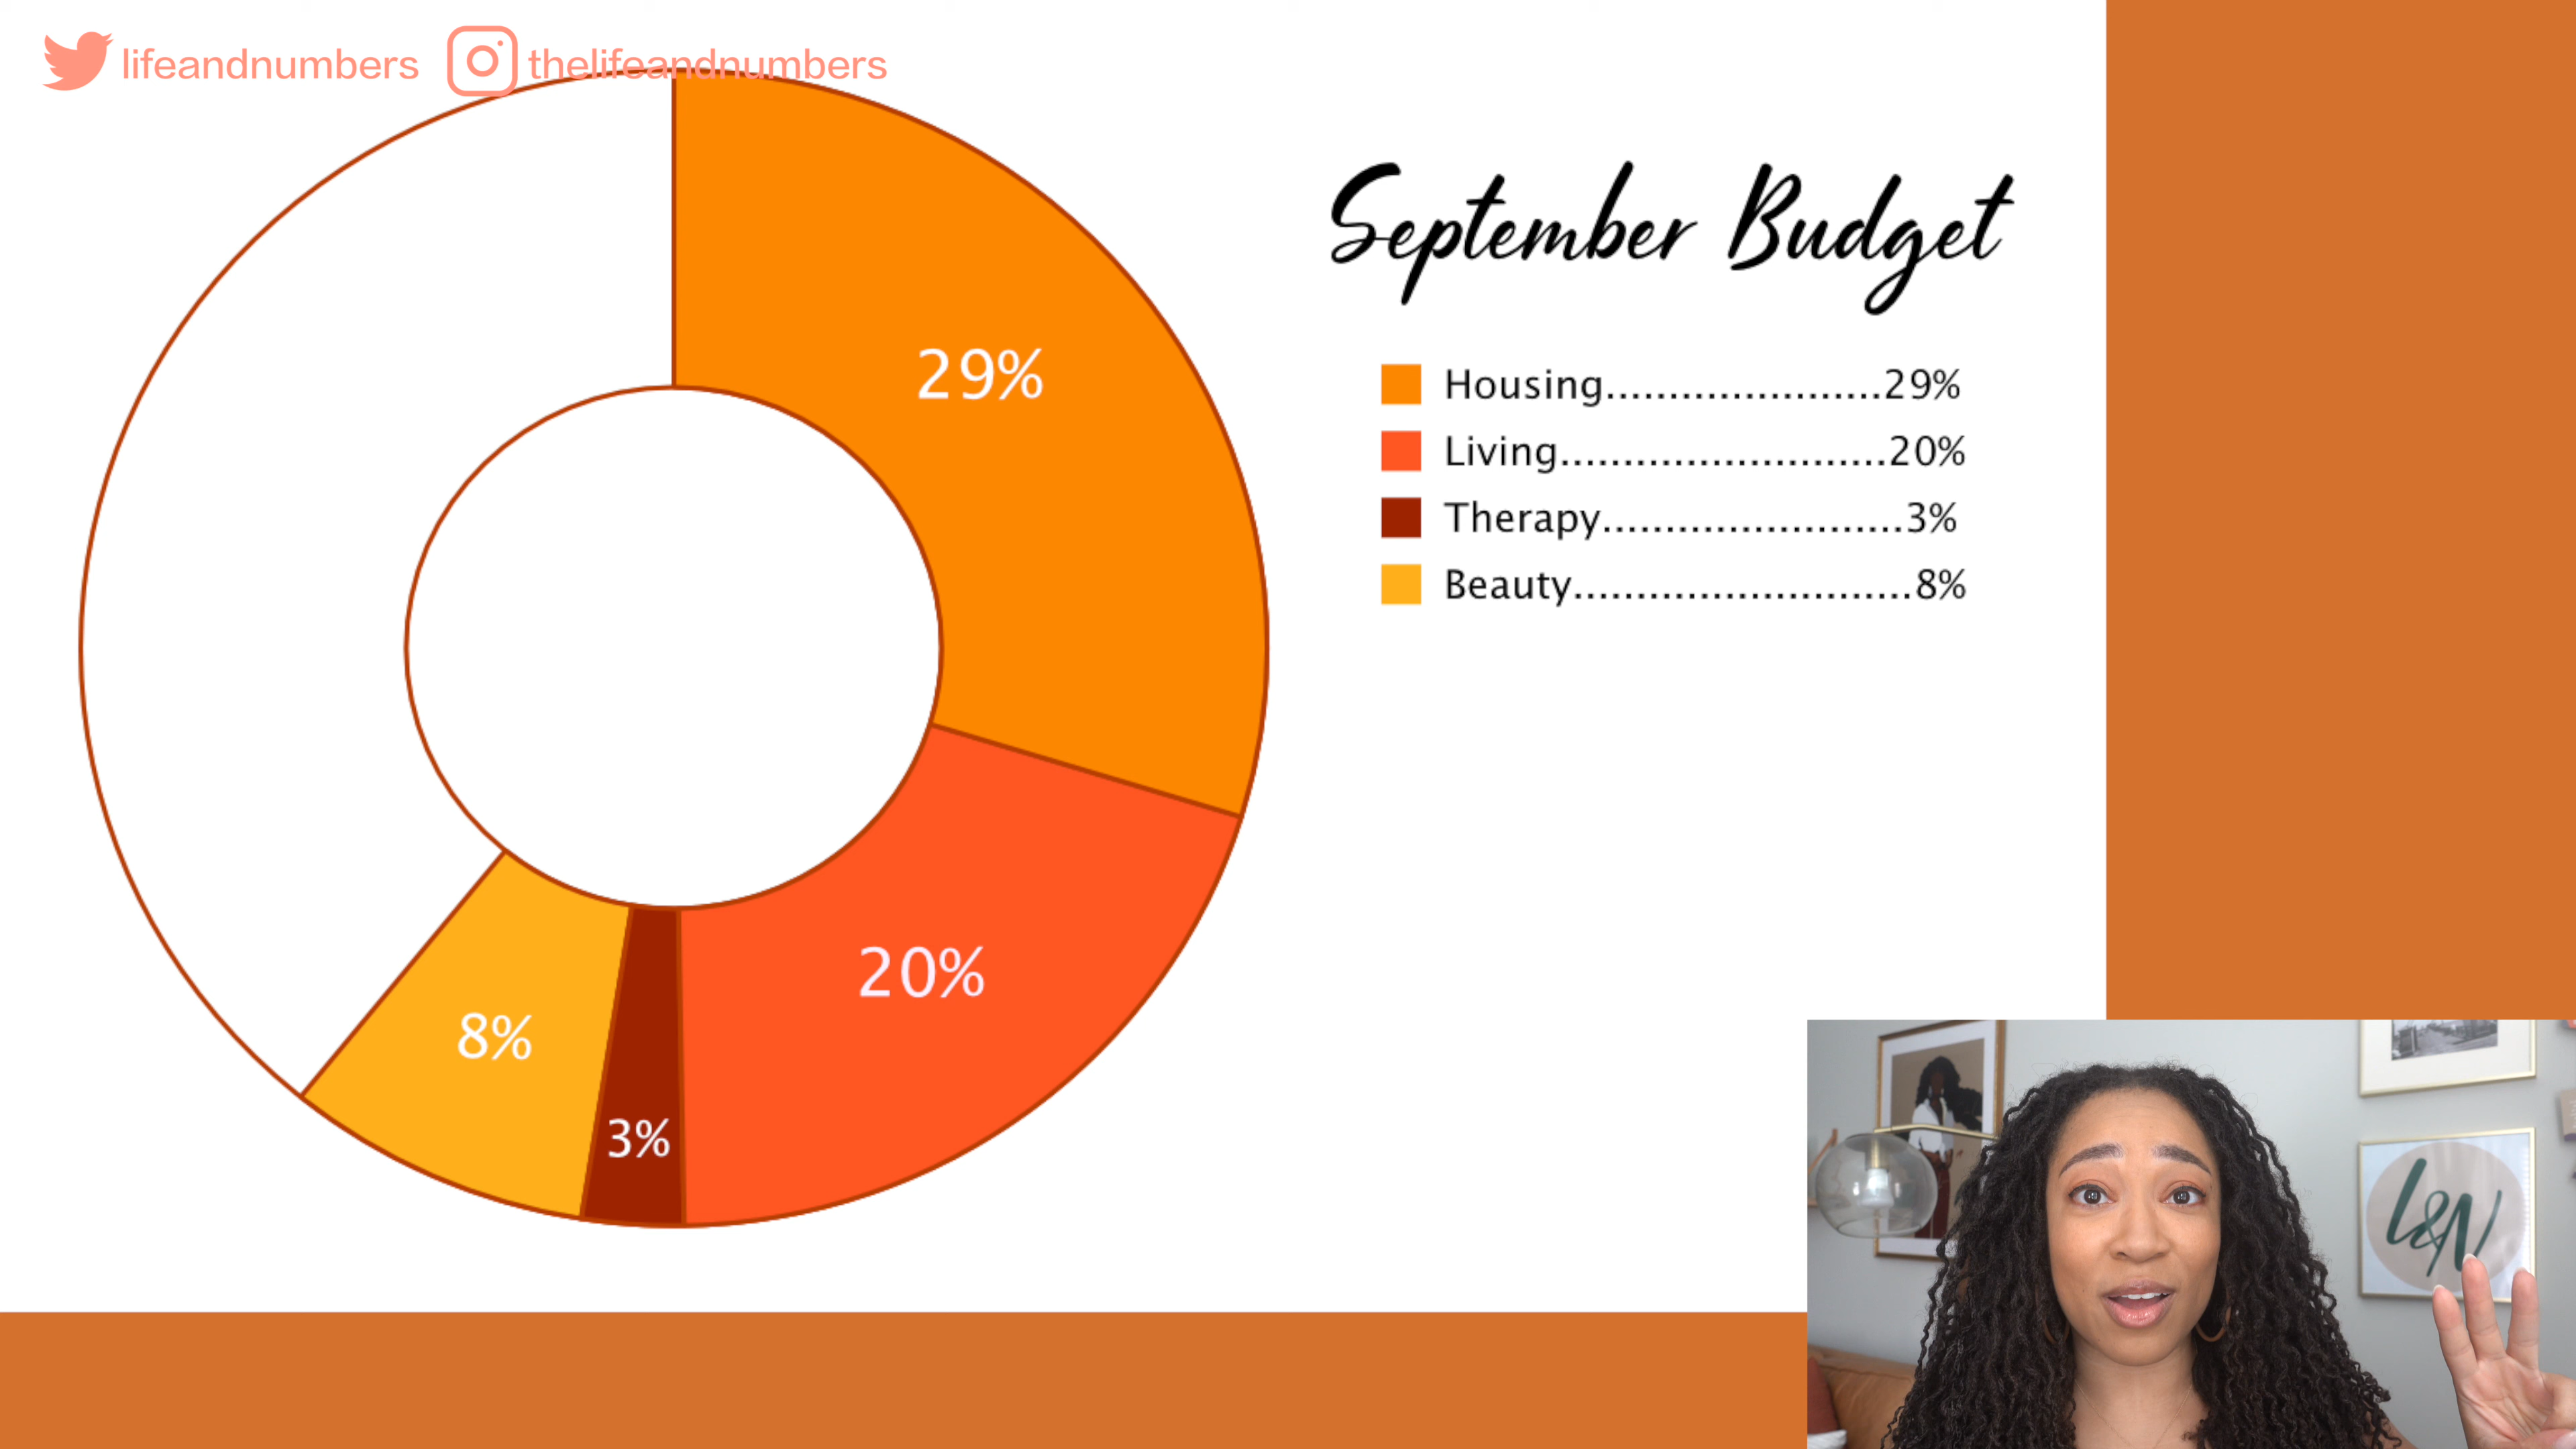 lifeandnumbers thelifeandnumbers
September Budget
29%
Housing......................29%
Living..........................20%
Therapy........................3%
Beauty...........................8%
20%
8%
3%
L&N